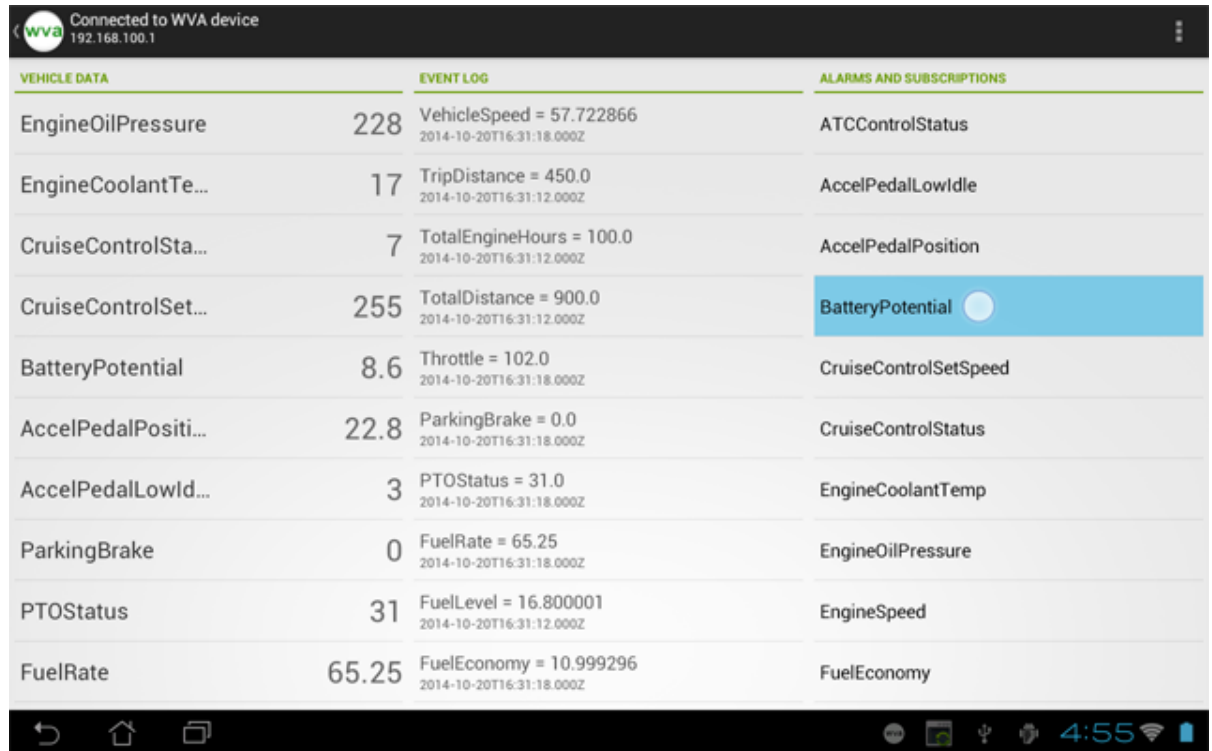 wva
Connected to WVA device
192.168.100.1
VEHICLE DATA
EngineOilPressure 228
EngineCoolantTe... 17
CruiseControlSta... 7
CruiseControlSet... 255
BatteryPotential 8.6
AccelPedalPositi... 22.8
AccelPedalLowId... 3
ParkingBrake 0
PTOStatus 31
FuelRate 65.25
EVENT LOG
VehicleSpeed = 57.722866
2014-10-20T16:31:18.000Z
TripDistance = 450.0
2014-10-20T16:31:12.000Z
TotalEngineHours = 100.0
2014-10-20T16:31:12.000Z
TotalDistance = 900.0
2014-10-20T16:31:12.000Z
Throttle = 102.0
2014-10-20T16:31:18.000Z
ParkingBrake = 0.0
2014-10-20T16:31:18.000Z
PTOStatus = 31.0
2014-10-20T16:31:18.000Z
FuelRate = 65.25
2014-10-20T16:31:18.000Z
FuelLevel = 16.800001
2014-10-20T16:31:12.000Z
FuelEconomy = 10.999296
2014-10-20T16:31:18.000Z
ALARMS AND SUBSCRIPTIONS
ATCControlStatus
AccelPedalLowIdle
AccelPedalPosition
BatteryPotential
CruiseControlSetSpeed
CruiseControlStatus
EngineCoolantTemp
EngineOilPressure
EngineSpeed
FuelEconomy
wva
4:55